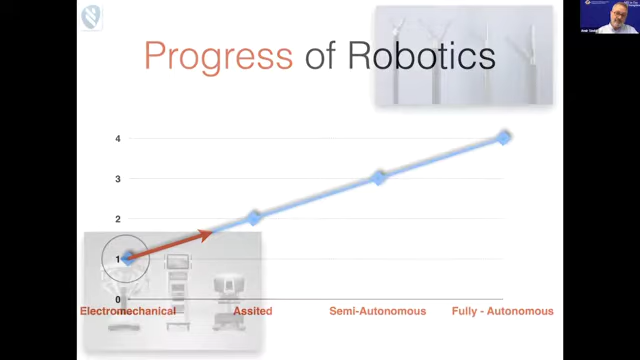 Progress of Robotics
4
3
2
1
0
Electromechanical
Assited
Semi-Autonomous
Fully - Autonomous